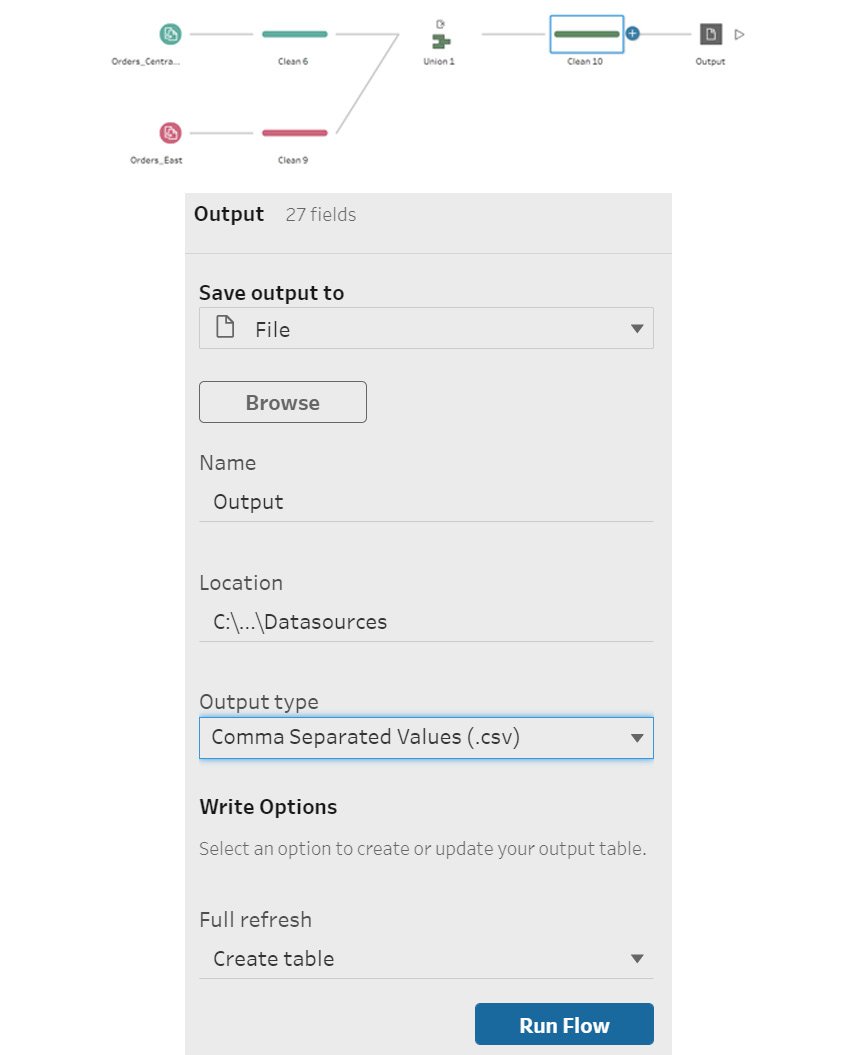 Orders_Centra...
Clean 6
Union 1
Clean 10
Output
Orders_East
Clean 9
Output 27 fields
Save output to
File
Browse
Name
Output
Location
C:\...\Datasources
Output type
Comma Separated Values (.csv)
Write Options
Select an option to create or update your output table.
Full refresh
Create table
Run Flow